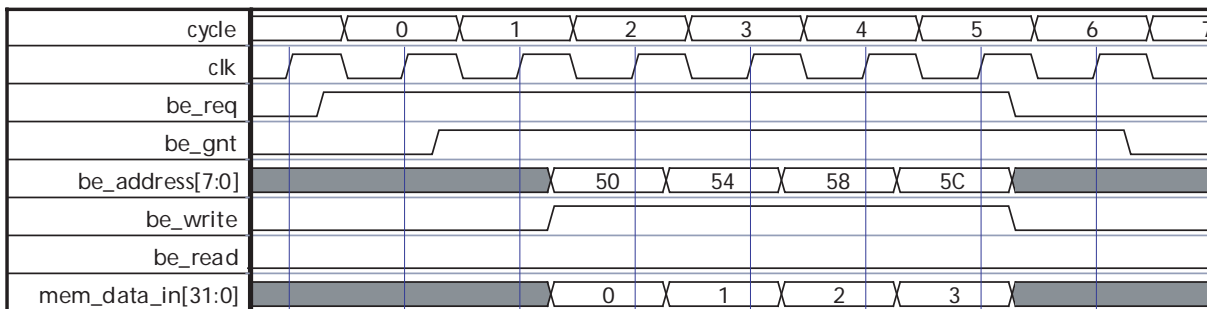 cycle 0 1 2 3 4 5 6 7
clk
be_req
be_gnt
be_address[7:0] 50 54 58 5C
be_write
be_read
mem_data_in[31:0] 0 1 2 3